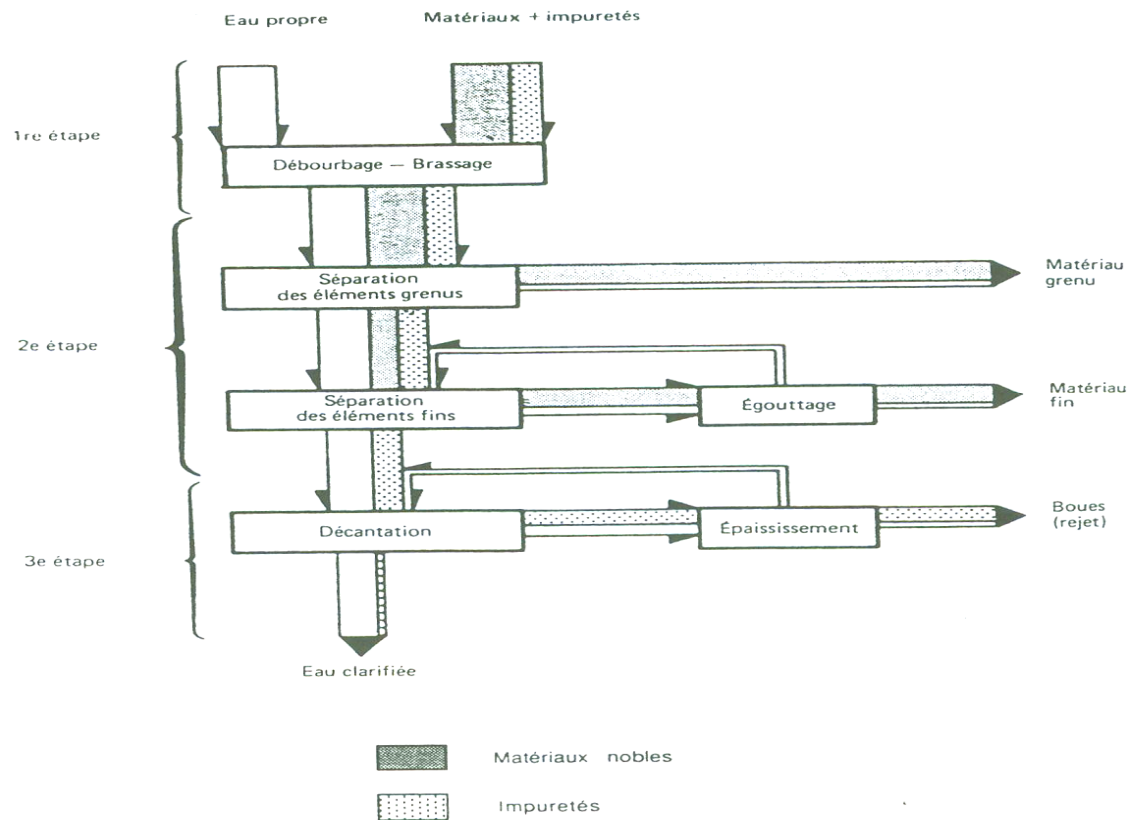 Eau propre
Matériaux + impuretés
1re étape
Débourbage — Brassage
Séparation
des éléments grenus
Matériau
grenu
2e étape
Séparation
des éléments fins
Égouttage
Matériau
fin
Décantation
Épaississement
Boues
(rejet)
3e étape
Eau clarifiée
Matériaux nobles
Impuretés